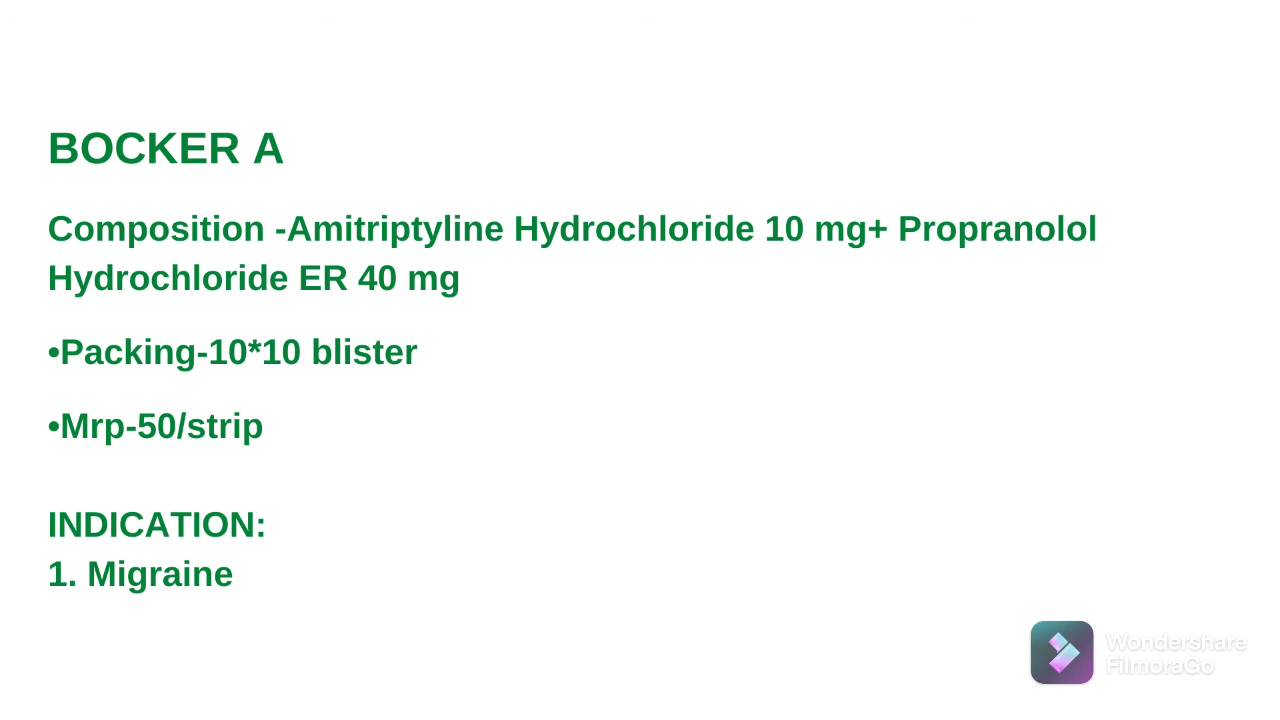 BOCKER A
Composition -Amitriptyline Hydrochloride 10 mg+ Propranolol
Hydrochloride ER 40 mg
•Packing-10*10 blister
•Mrp-50/strip
INDICATION:
1. Migraine
Wondershare
FilmoraGo